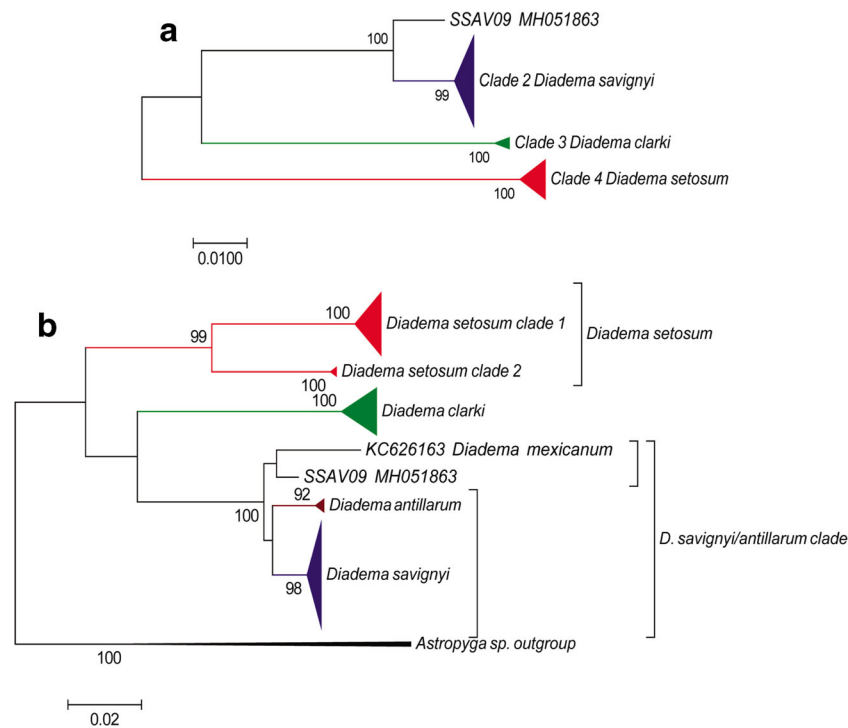 a
SSAV09 MH051863
100
Clade 2 Diadema savignyi
99
Clade 3 Diadema clarki
100
Clade 4 Diadema setosum
100
0.0100
b
100
Diadema setosum clade 1
Diadema setosum
99
Diadema setosum clade 2
100
100
Diadema clarki
KC626163 Diadema mexicanum
SSAV09 MH051863
92
Diadema antillarum
100
D. savignyi/antillarum clade
Diadema savignyi
98
Astropyga sp. outgroup
100
0.02